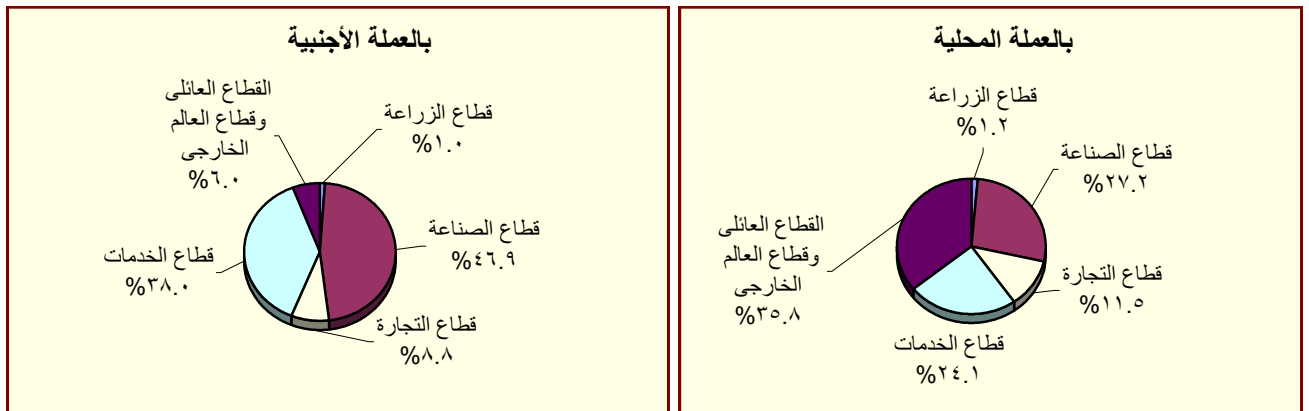 بالعملة المحلية
قطاع الزراعة
%١.٢
قطاع الصناعة
%٢٧.٢
قطاع التجارة
%١١.٥
قطاع الخدمات
%٢٤.١
القطاع العائلى
وقطاع العالم
الخارجى
%٣٥.٨
بالعملة الأجنبية
قطاع الزراعة
%١.٠
قطاع الصناعة
%٤٦.٩
قطاع التجارة
%٨.٨
قطاع الخدمات
%٣٨.٠
القطاع العائلى
وقطاع العالم
الخارجى
%٦.٠